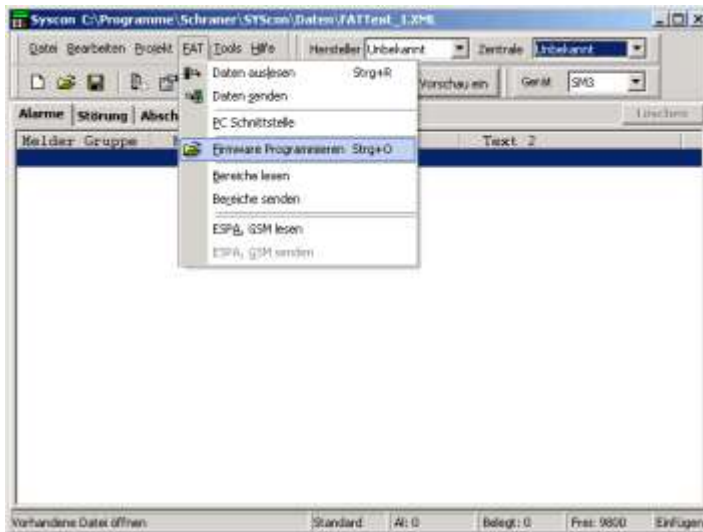 Syscon C:\Programme\Schraner\SYScon\Daten\FATText_1.XML
Datei Bearbeiten Projekt FAT Tools Hilfe Hersteller Unbekannt Zentrale Unbekannt
Daten auslesen Strg+R
Vorschau ein Gerät SM3
Daten senden
Alarme Störung Absch Löschen
PC Schnittstelle
Melder Gruppe Text 2
Firmware Programmieren Strg+O
Bereiche lesen
Bereiche senden
ESPA, GSM lesen
ESPA, GSM senden
Vorhandene Datei öffnen Standard Al: 0 Belegt: 0 Frei: 9800 Einfügen